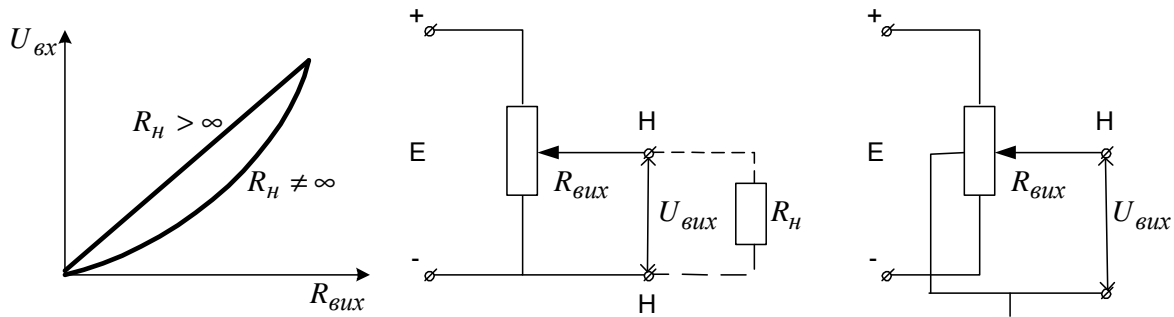 U_вх
R_н > ∞
R_н ≠ ∞
R_вих
+
E
-
H
R_вих
U_вих
R_н
H
+
E
-
H
R_вих
U_вих